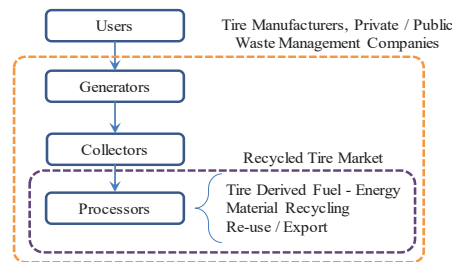 Users
Tire Manufacturers, Private / Public
Waste Management Companies
Generators
Collectors
Recycled Tire Market
Processors
Tire Derived Fuel - Energy
Material Recycling
Re-use / Export